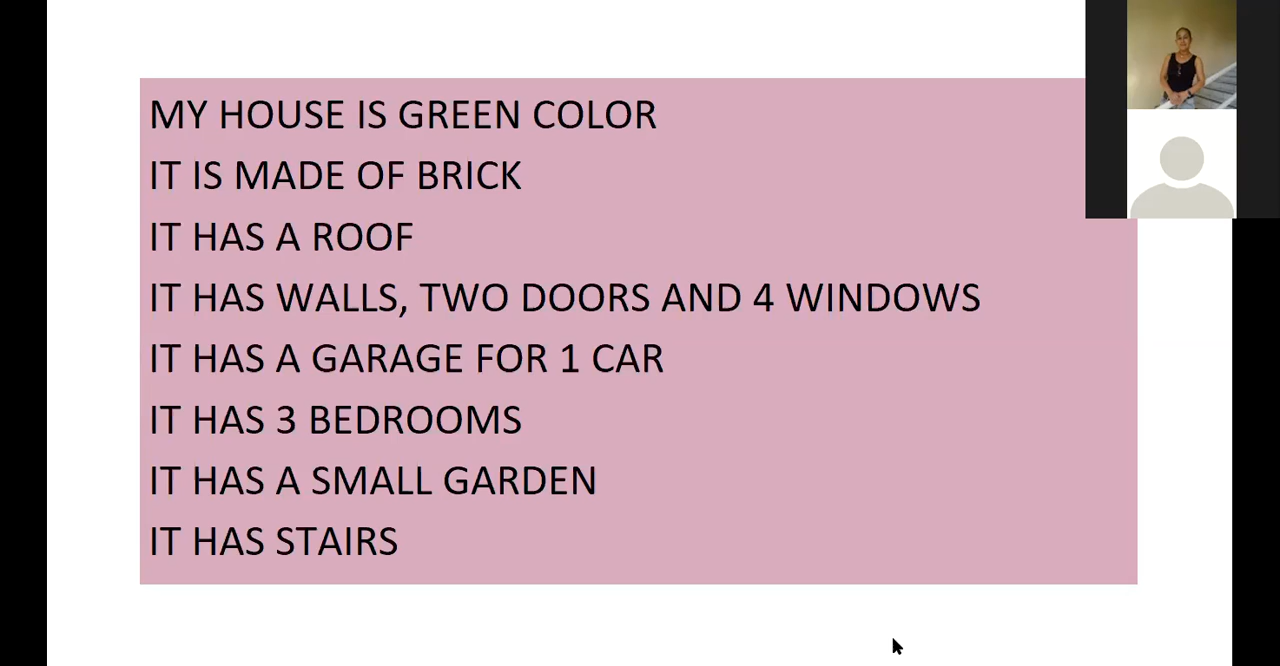 MY HOUSE IS GREEN COLOR
IT IS MADE OF BRICK
IT HAS A ROOF
IT HAS WALLS, TWO DOORS AND 4 WINDOWS
IT HAS A GARAGE FOR 1 CAR
IT HAS 3 BEDROOMS
IT HAS A SMALL GARDEN
IT HAS STAIRS